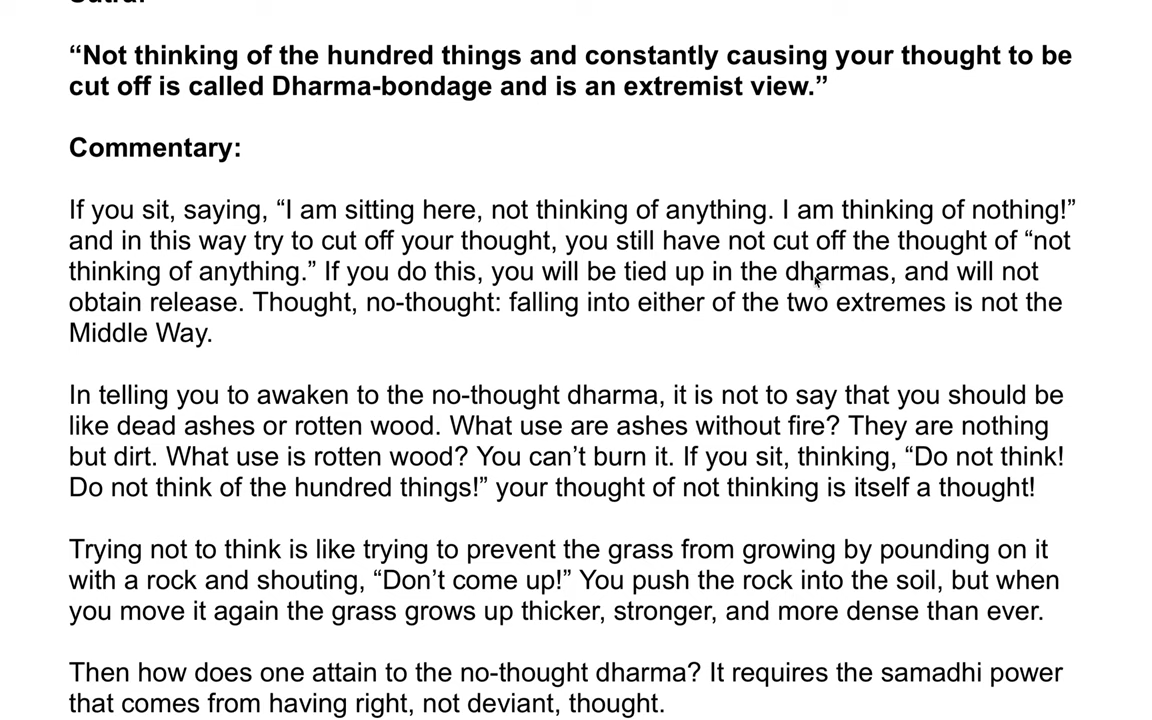 Sutra:
“Not thinking of the hundred things and constantly causing your thought to be
cut off is called Dharma-bondage and is an extremist view.”
Commentary:
If you sit, saying, “I am sitting here, not thinking of anything. I am thinking of nothing!”
and in this way try to cut off your thought, you still have not cut off the thought of “not
thinking of anything.” If you do this, you will be tied up in the dharmas, and will not
obtain release. Thought, no-thought: falling into either of the two extremes is not the
Middle Way.
In telling you to awaken to the no-thought dharma, it is not to say that you should be
like dead ashes or rotten wood. What use are ashes without fire? They are nothing
but dirt. What use is rotten wood? You can’t burn it. If you sit, thinking, “Do not think!
Do not think of the hundred things!” your thought of not thinking is itself a thought!
Trying not to think is like trying to prevent the grass from growing by pounding on it
with a rock and shouting, “Don’t come up!” You push the rock into the soil, but when
you move it again the grass grows up thicker, stronger, and more dense than ever.
Then how does one attain to the no-thought dharma? It requires the samadhi power
that comes from having right, not deviant, thought.